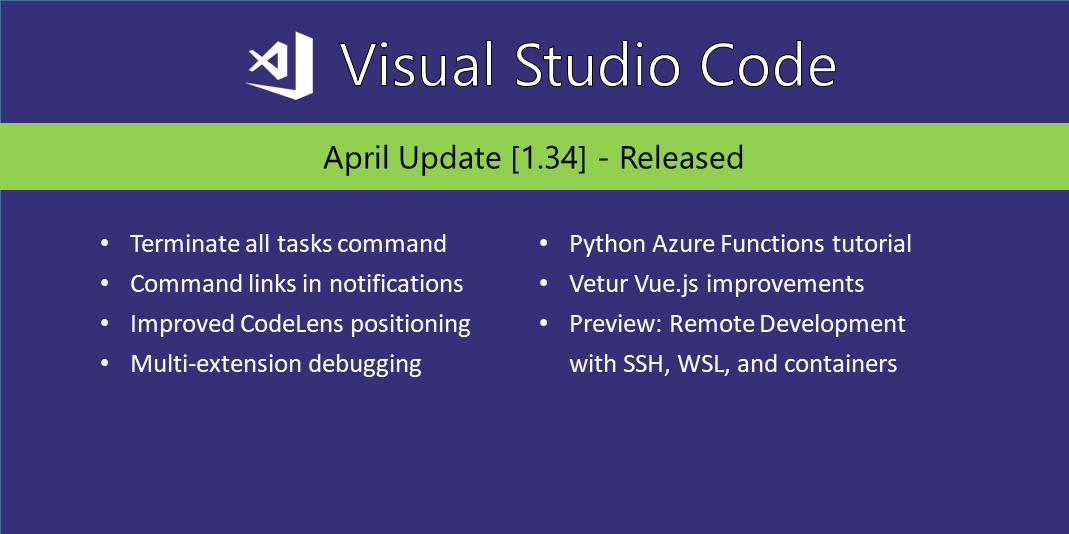 Visual Studio Code
April Update [1.34] - Released
• Terminate all tasks command
• Command links in notifications
• Improved CodeLens positioning
• Multi-extension debugging
• Python Azure Functions tutorial
• Vetur Vue.js improvements
• Preview: Remote Development
with SSH, WSL, and containers